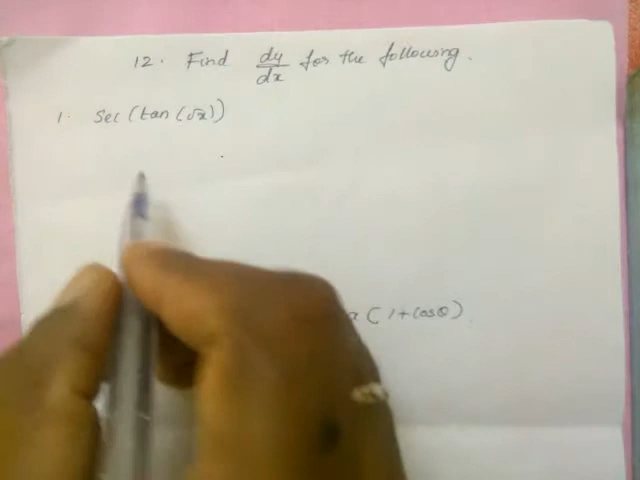 12. Find dy/dx for the following.
1. Sec (tan (√x))
(1+cosθ)